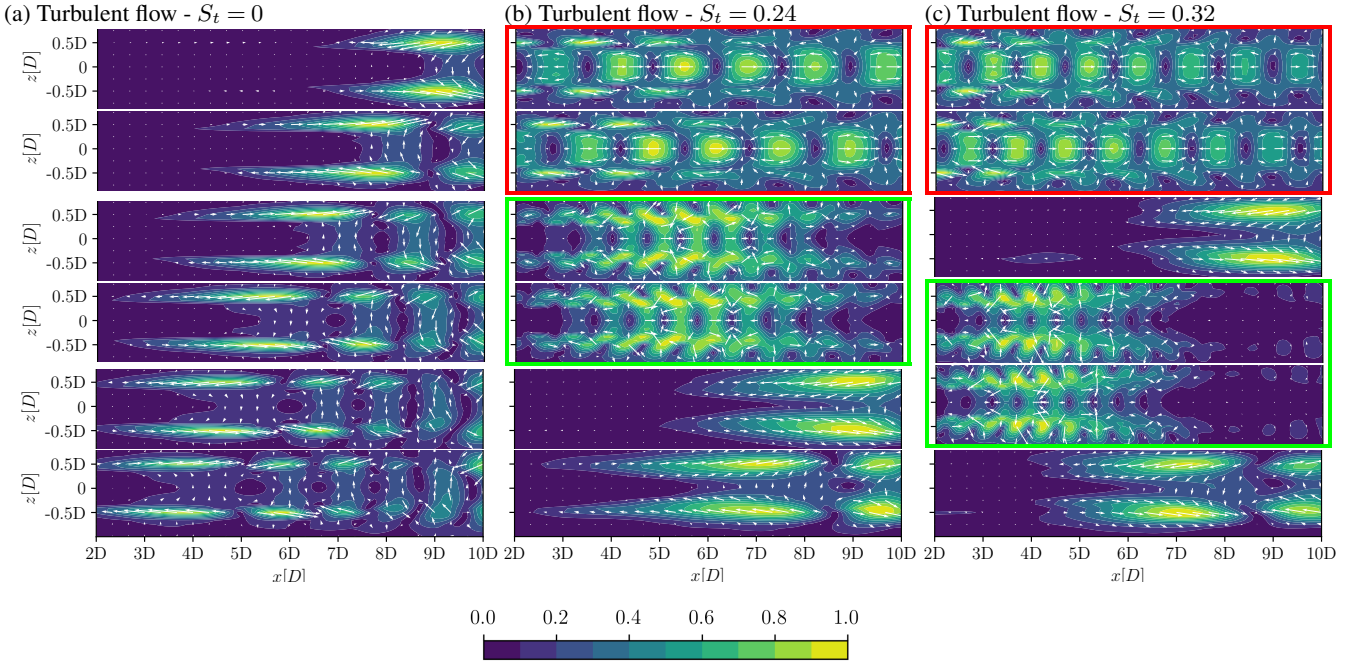 (a) Turbulent flow - $S_t = 0$
(b) Turbulent flow - $S_t = 0.24$
(c) Turbulent flow - $S_t = 0.32$
z[D]
0.5D
0
-0.5D
z[D]
0.5D
0
-0.5D
z[D]
0.5D
0
-0.5D
z[D]
0.5D
0
-0.5D
z[D]
0.5D
0
-0.5D
z[D]
0.5D
0
-0.5D
2D 3D 4D 5D 6D 7D 8D 9D 10D
2D 3D 4D 5D 6D 7D 8D 9D 10D
2D 3D 4D 5D 6D 7D 8D 9D 10D
x[D]
x[D]
x[D]
0.0 0.2 0.4 0.6 0.8 1.0